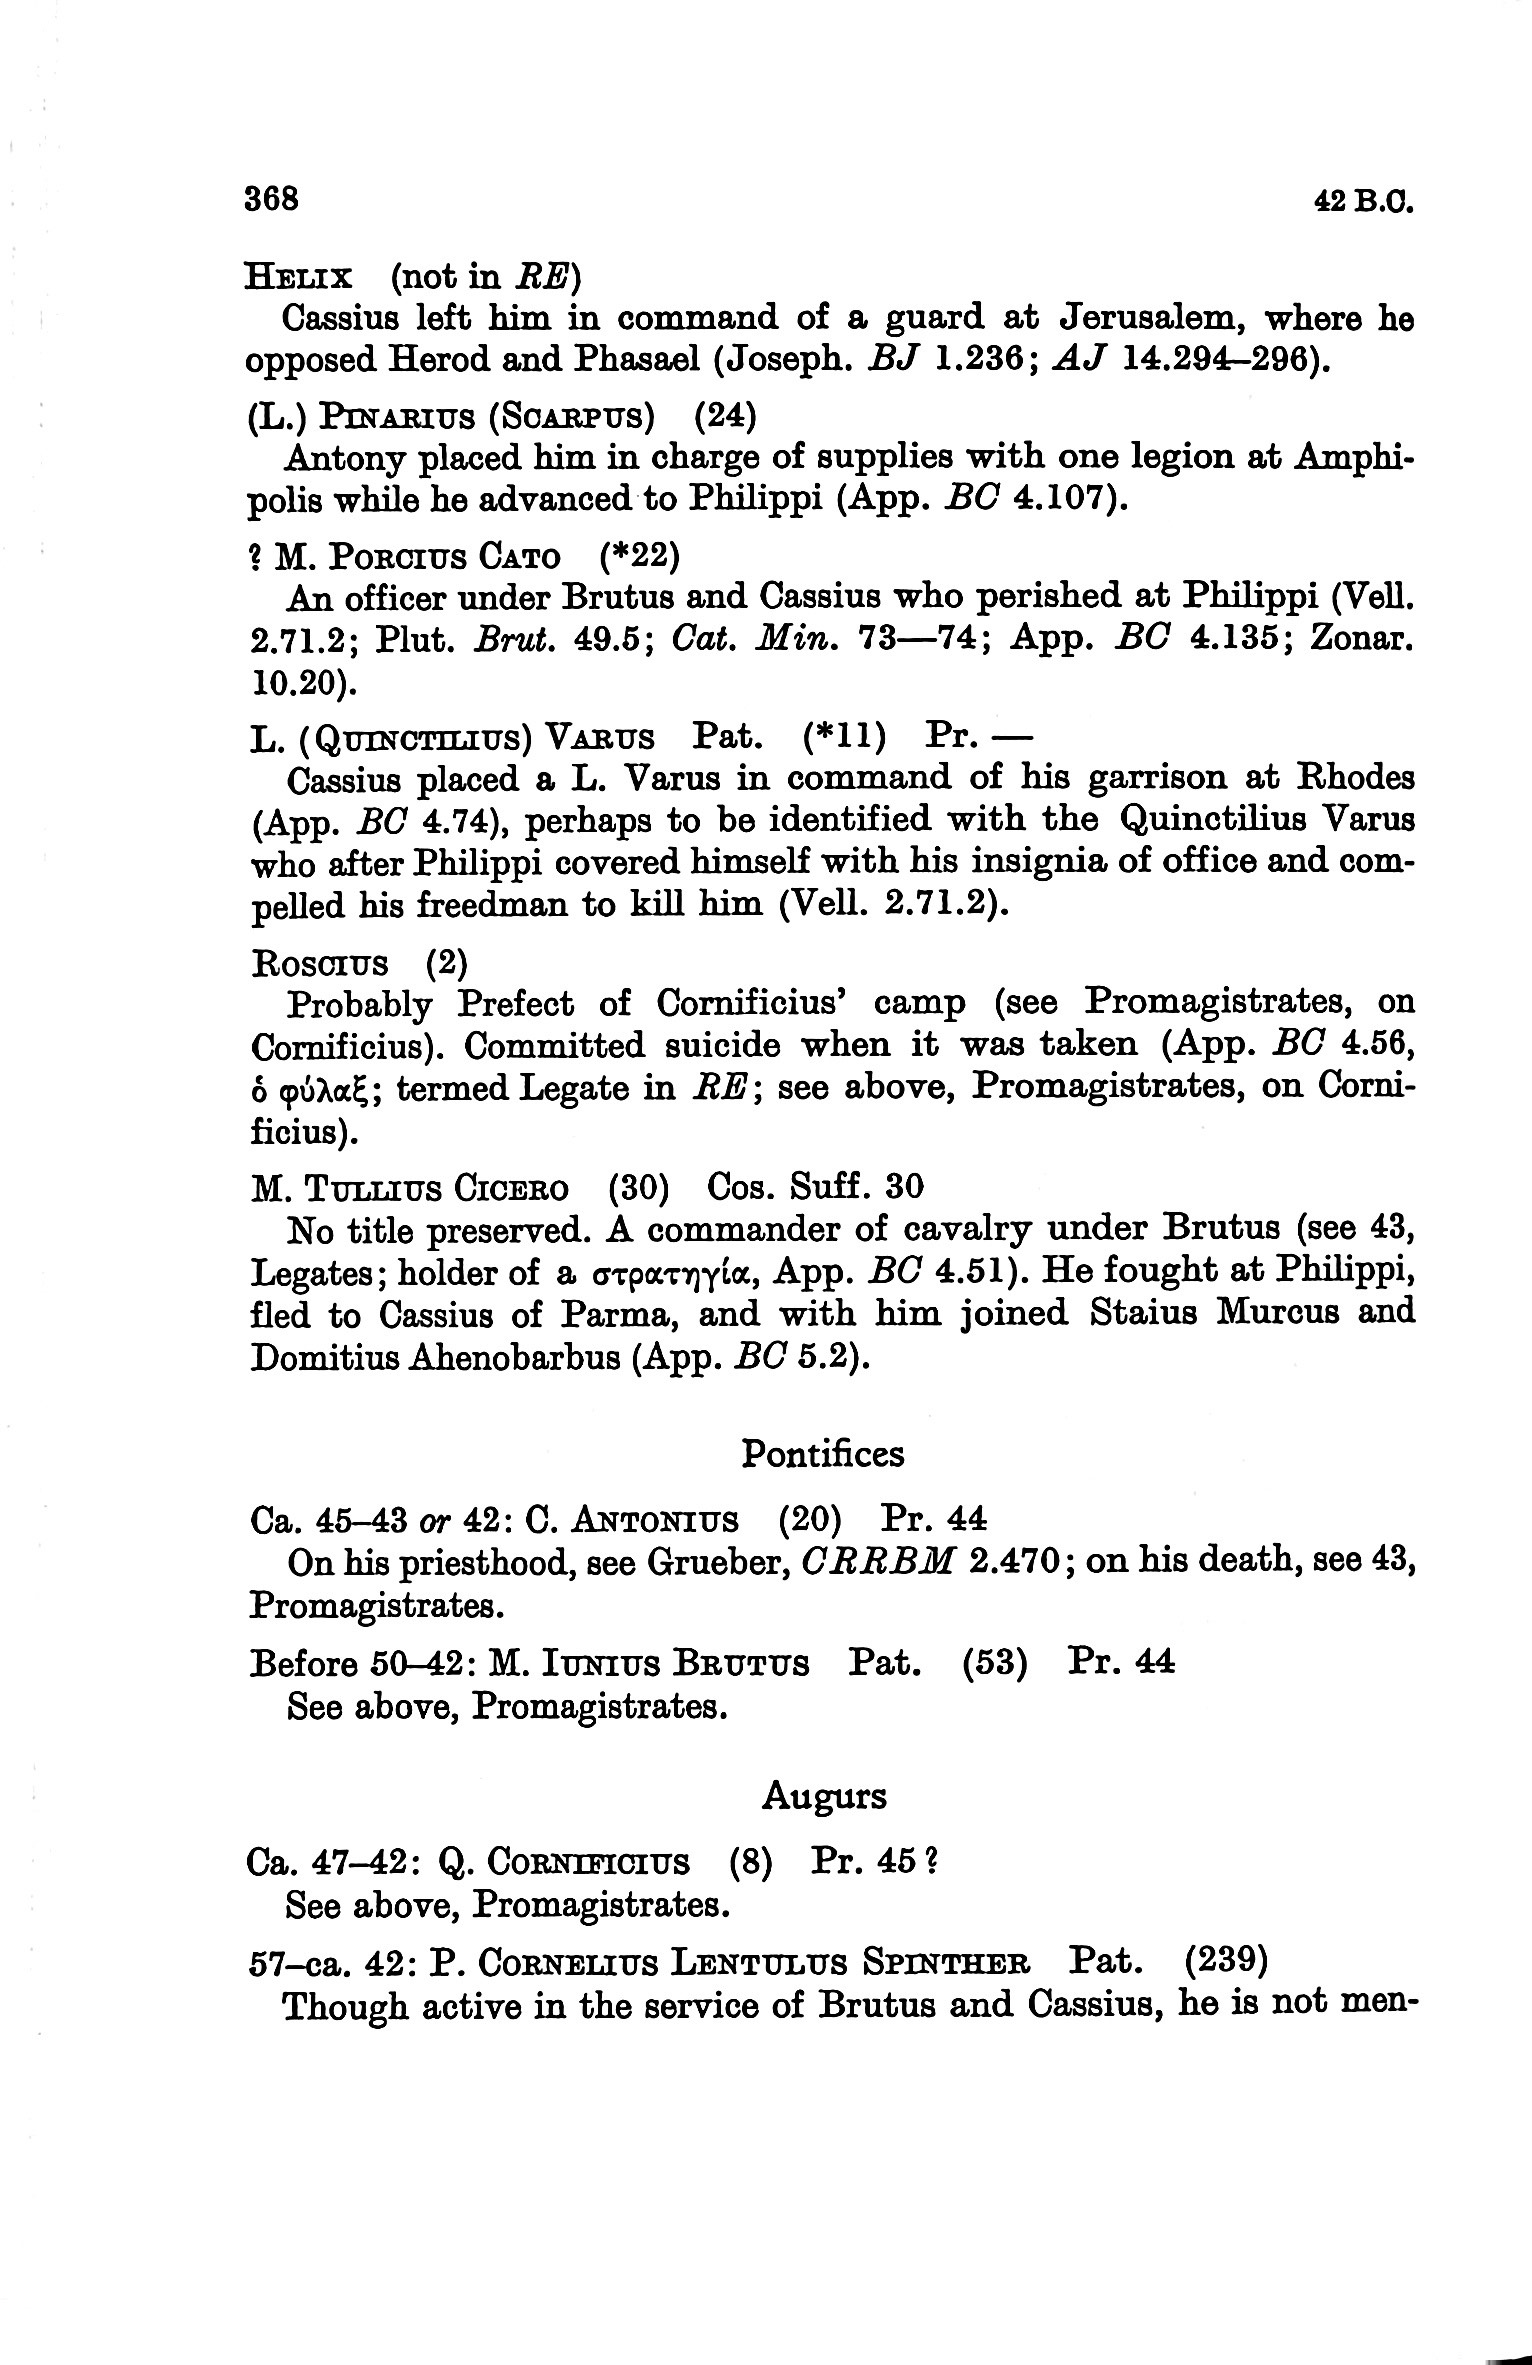 368 42 B.C.
HELIX (not in RE)
Cassius left him in command of a guard at Jerusalem, where he
opposed Herod and Phasael (Joseph. BJ 1.236; AJ 14.294–296).
(L.) PINARIUS (SCARPUS) (24)
Antony placed him in charge of supplies with one legion at Amphi-
polis while he advanced to Philippi (App. BC 4.107).
? M. PORCIUS CATO (*22)
An officer under Brutus and Cassius who perished at Philippi (Vell.
2.71.2; Plut. Brut. 49.5; Cat. Min. 73—74; App. BC 4.135; Zonar.
10.20).
L. (QUINCTILIUS) VARUS Pat. (*11) Pr. —
Cassius placed a L. Varus in command of his garrison at Rhodes
(App. BC 4.74), perhaps to be identified with the Quinctilius Varus
who after Philippi covered himself with his insignia of office and com-
pelled his freedman to kill him (Vell. 2.71.2).
ROSCIUS (2)
Probably Prefect of Cornificius’ camp (see Promagistrates, on
Cornificius). Committed suicide when it was taken (App. BC 4.56,
ὁ φύλαξ; termed Legate in RE; see above, Promagistrates, on Corni-
ficius).
M. TULLIUS CICERO (30) Cos. Suff. 30
No title preserved. A commander of cavalry under Brutus (see 43,
Legates; holder of a στρατηγία, App. BC 4.51). He fought at Philippi,
fled to Cassius of Parma, and with him joined Staius Murcus and
Domitius Ahenobarbus (App. BC 5.2).
Pontifices
Ca. 45–43 or 42: C. ANTONIUS (20) Pr. 44
On his priesthood, see Grueber, CRRBM 2.470; on his death, see 43,
Promagistrates.
Before 50–42: M. IUNIUS BRUTUS Pat. (53) Pr. 44
See above, Promagistrates.
Augurs
Ca. 47–42: Q. CORNIFICIUS (8) Pr. 45?
See above, Promagistrates.
57–ca. 42: P. CORNELIUS LENTULUS SPINTHER Pat. (239)
Though active in the service of Brutus and Cassius, he is not men-